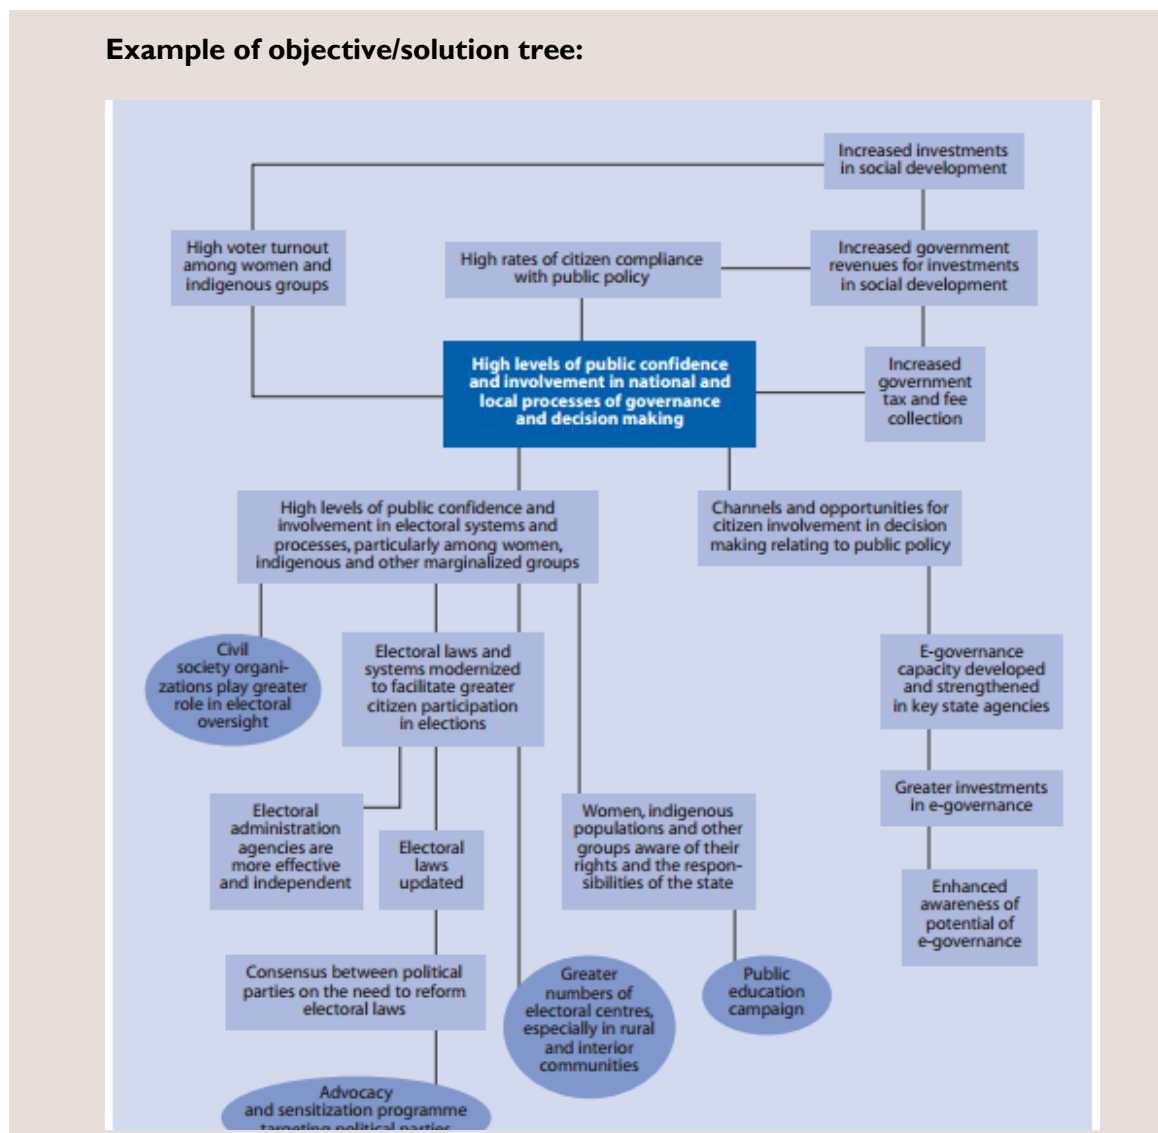 Example of objective/solution tree:
Increased investments
in social development
High voter turnout
among women and
indigenous groups
High rates of citizen compliance
with public policy
Increased government
revenues for investments
in social development
High levels of public confidence
and involvement in national and
local processes of governance
and decision making
Increased
government
tax and fee
collection
High levels of public confidence and
involvement in electoral systems and
processes, particularly among women,
indigenous and other marginalized groups
Channels and opportunities for
citizen involvement in decision
making relating to public policy
Civil
society organi-
zations play greater
role in electoral
oversight
Electoral laws and
systems modernized
to facilitate greater
citizen participation
in elections
E-governance
capacity developed
and strengthened
in key state agencies
Electoral
administration
agencies are
more effective
and independent
Electoral
laws
updated
Women, indigenous
populations and other
groups aware of their
rights and the respon-
sibilities of the state
Greater investments
in e-governance
Enhanced
awareness of
potential of
e-governance
Consensus between political
parties on the need to reform
electoral laws
Greater
numbers of
electoral centres,
especially in rural
and interior
communities
Public
education
campaign
Advocacy
and sensitization programme
targeting political parties